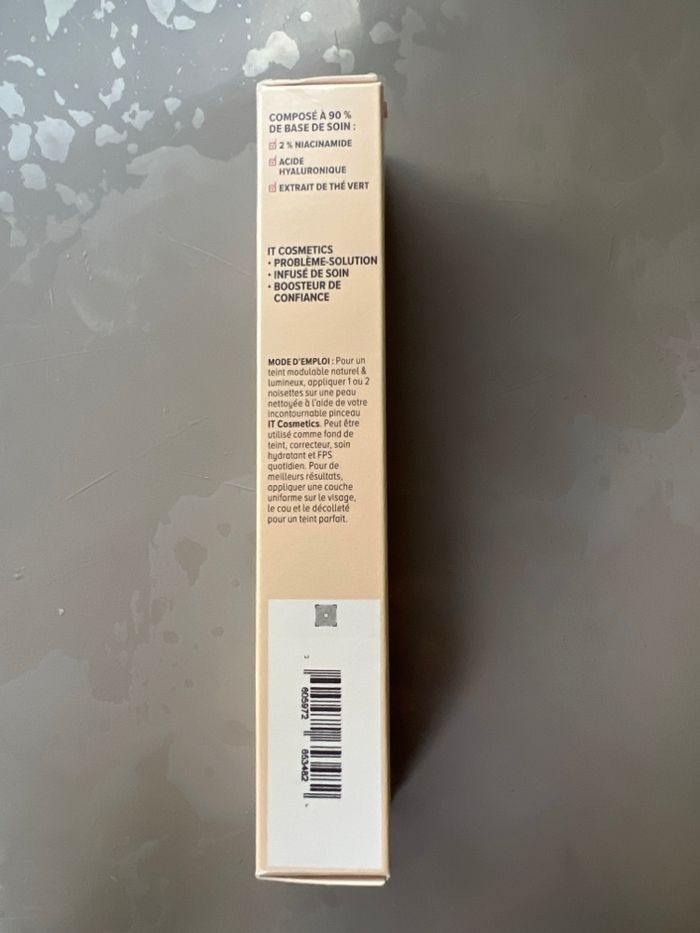 COMPOSÉ À 90 %
DE BASE DE SOIN :
2 % NIACINAMIDE
ACIDE
HYALURONIQUE
EXTRAIT DE THÉ VERT
IT COSMETICS
• PROBLÈME-SOLUTION
• INFUSÉ DE SOIN
• BOOSTEUR DE
CONFIANCE
MODE D'EMPLOI : Pour un
teint modulable naturel &
lumineux, appliquer 1 ou 2
noisettes sur une peau
nettoyée à l'aide de votre
incontournable pinceau
IT Cosmetics. Peut être
utilisé comme fond de
teint, correcteur, soin
hydratant et FPS
quotidien. Pour de
meilleurs résultats,
appliquer une couche
uniforme sur le visage,
le cou et le décolleté
pour un teint parfait.
605972
653482